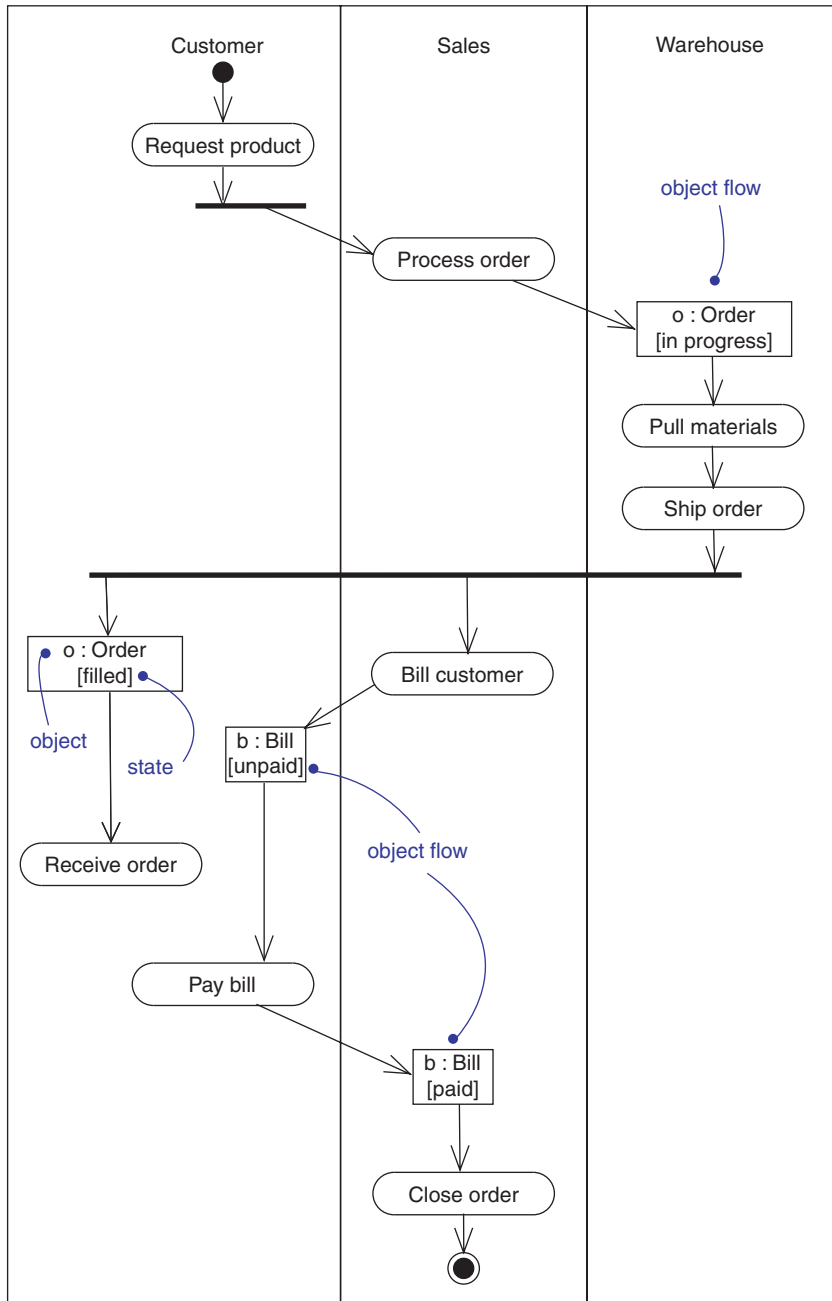 Customer
Sales
Warehouse
Request product
object flow
Process order
o : Order
[in progress]
Pull materials
Ship order
o : Order
[filled]
Bill customer
object
state
b : Bill
[unpaid]
object flow
Receive order
Pay bill
b : Bill
[paid]
Close order